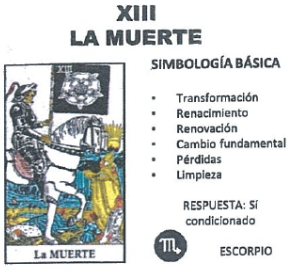 XIII
LA MUERTE
XIII
La MUERTE
SIMBOLOGÍA BÁSICA
• Transformación
• Renacimiento
• Renovación
• Cambio fundamental
• Pérdidas
• Limpieza
RESPUESTA: Sí
condicionado
ESCORPIO